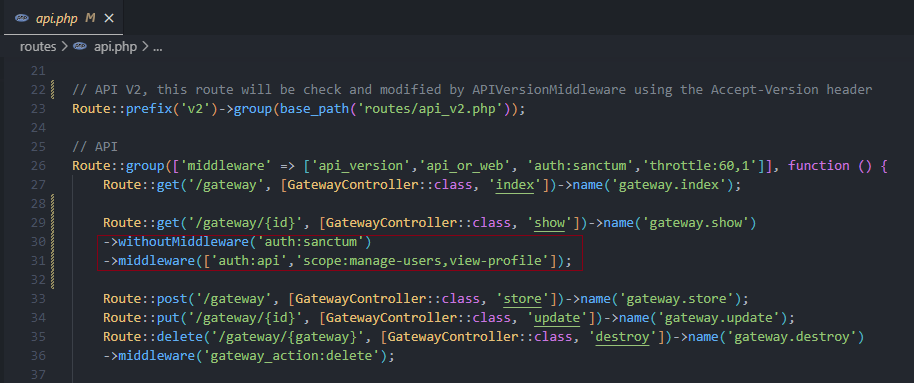 api.php M ×
routes > api.php > ...
21
22 // API V2, this route will be check and modified by APIVersionMiddleware using the Accept-Version header
23 Route::prefix('v2')->group(base_path('routes/api_v2.php'));
24
25 // API
26 Route::group(['middleware' => ['api_version','api_or_web', 'auth:sanctum','throttle:60,1']], function () {
27 Route::get('/gateway', [GatewayController::class, 'index'])->name('gateway.index');
28
29 Route::get('/gateway/{id}', [GatewayController::class, 'show'])->name('gateway.show')
30 ->withoutMiddleware('auth:sanctum')
31 ->middleware(['auth:api','scope:manage-users,view-profile']);
32
33 Route::post('/gateway', [GatewayController::class, 'store'])->name('gateway.store');
34 Route::put('/gateway/{id}', [GatewayController::class, 'update'])->name('gateway.update');
35 Route::delete('/gateway/{gateway}', [GatewayController::class, 'destroy'])->name('gateway.destroy')
36 ->middleware('gateway_action:delete');
37